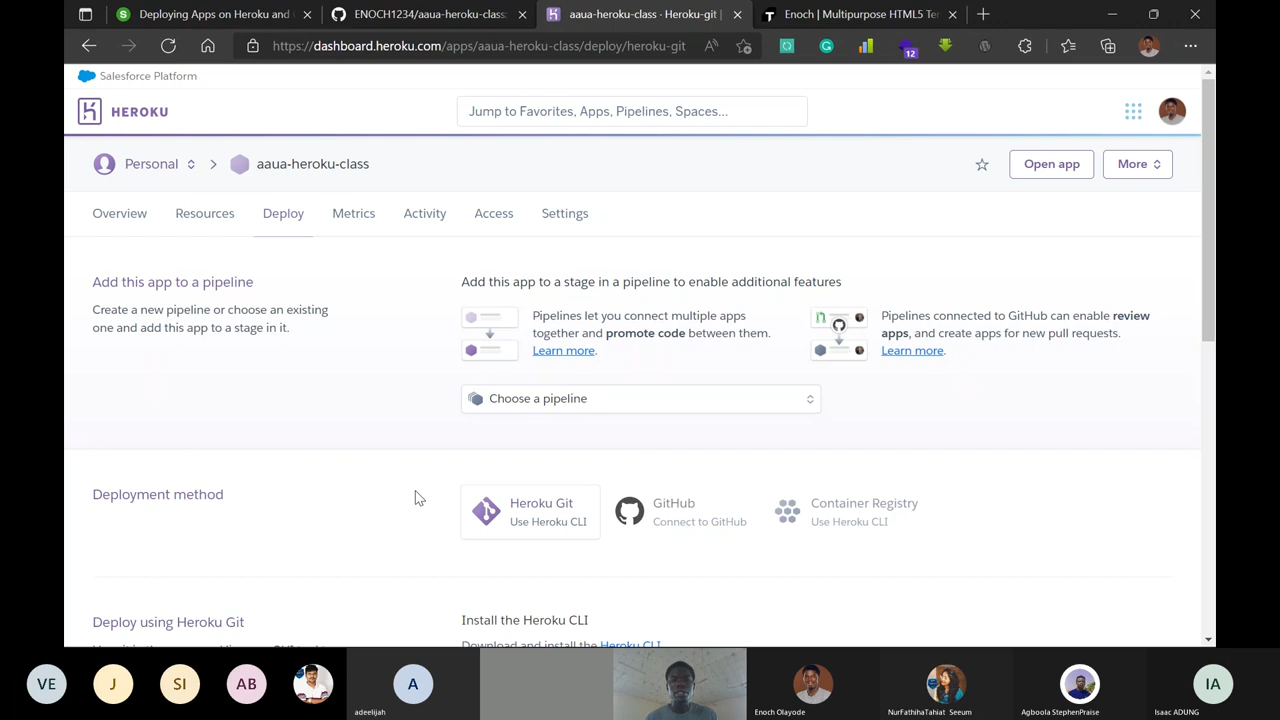 Deploying Apps on Heroku and
ENOCH1234/aaua-heroku-class:
aaua-heroku-class · Heroku-git |
Enoch | Multipurpose HTML5 Te
https://dashboard.heroku.com/apps/aaua-heroku-class/deploy/heroku-git
12
Salesforce Platform
HEROKU
Jump to Favorites, Apps, Pipelines, Spaces...
Personal
aaua-heroku-class
Open app
More
Overview
Resources
Deploy
Metrics
Activity
Access
Settings
Add this app to a pipeline
Create a new pipeline or choose an existing
one and add this app to a stage in it.
Add this app to a stage in a pipeline to enable additional features
Pipelines let you connect multiple apps
together and promote code between them.
Learn more.
Pipelines connected to GitHub can enable review
apps, and create apps for new pull requests.
Learn more.
Choose a pipeline
Deployment method
Heroku Git
Use Heroku CLI
GitHub
Connect to GitHub
Container Registry
Use Heroku CLI
Deploy using Heroku Git
Install the Heroku CLI
Download and install the Heroku CLI.
VE
J
SI
AB
A
adeelijah
Enoch Olayode
NurFathihaTahiat Seeum
Agboola StephenPraise
IA
Isaac ADUNG